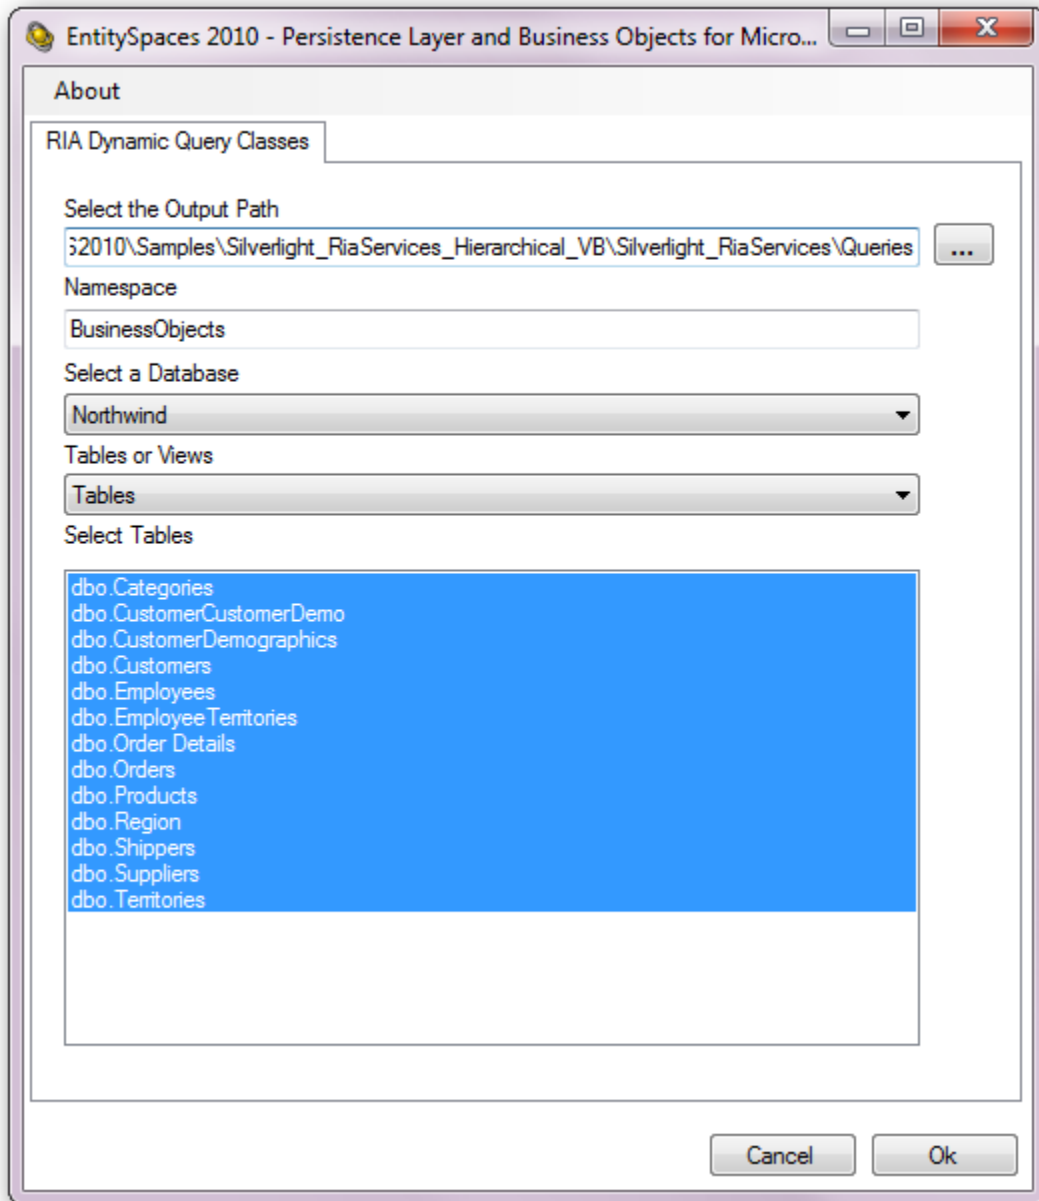 EntitySpaces 2010 - Persistence Layer and Business Objects for Micro...
About
RIA Dynamic Query Classes
Select the Output Path
S2010\Samples\Silverlight_RiaServices_Hierarchical_VB\Silverlight_RiaServices\Queries
...
Namespace
BusinessObjects
Select a Database
Northwind
Tables or Views
Tables
Select Tables
dbo.Categories
dbo.CustomerCustomerDemo
dbo.CustomerDemographics
dbo.Customers
dbo.Employees
dbo.EmployeeTerritories
dbo.Order Details
dbo.Orders
dbo.Products
dbo.Region
dbo.Shippers
dbo.Suppliers
dbo.Territories
Cancel
Ok